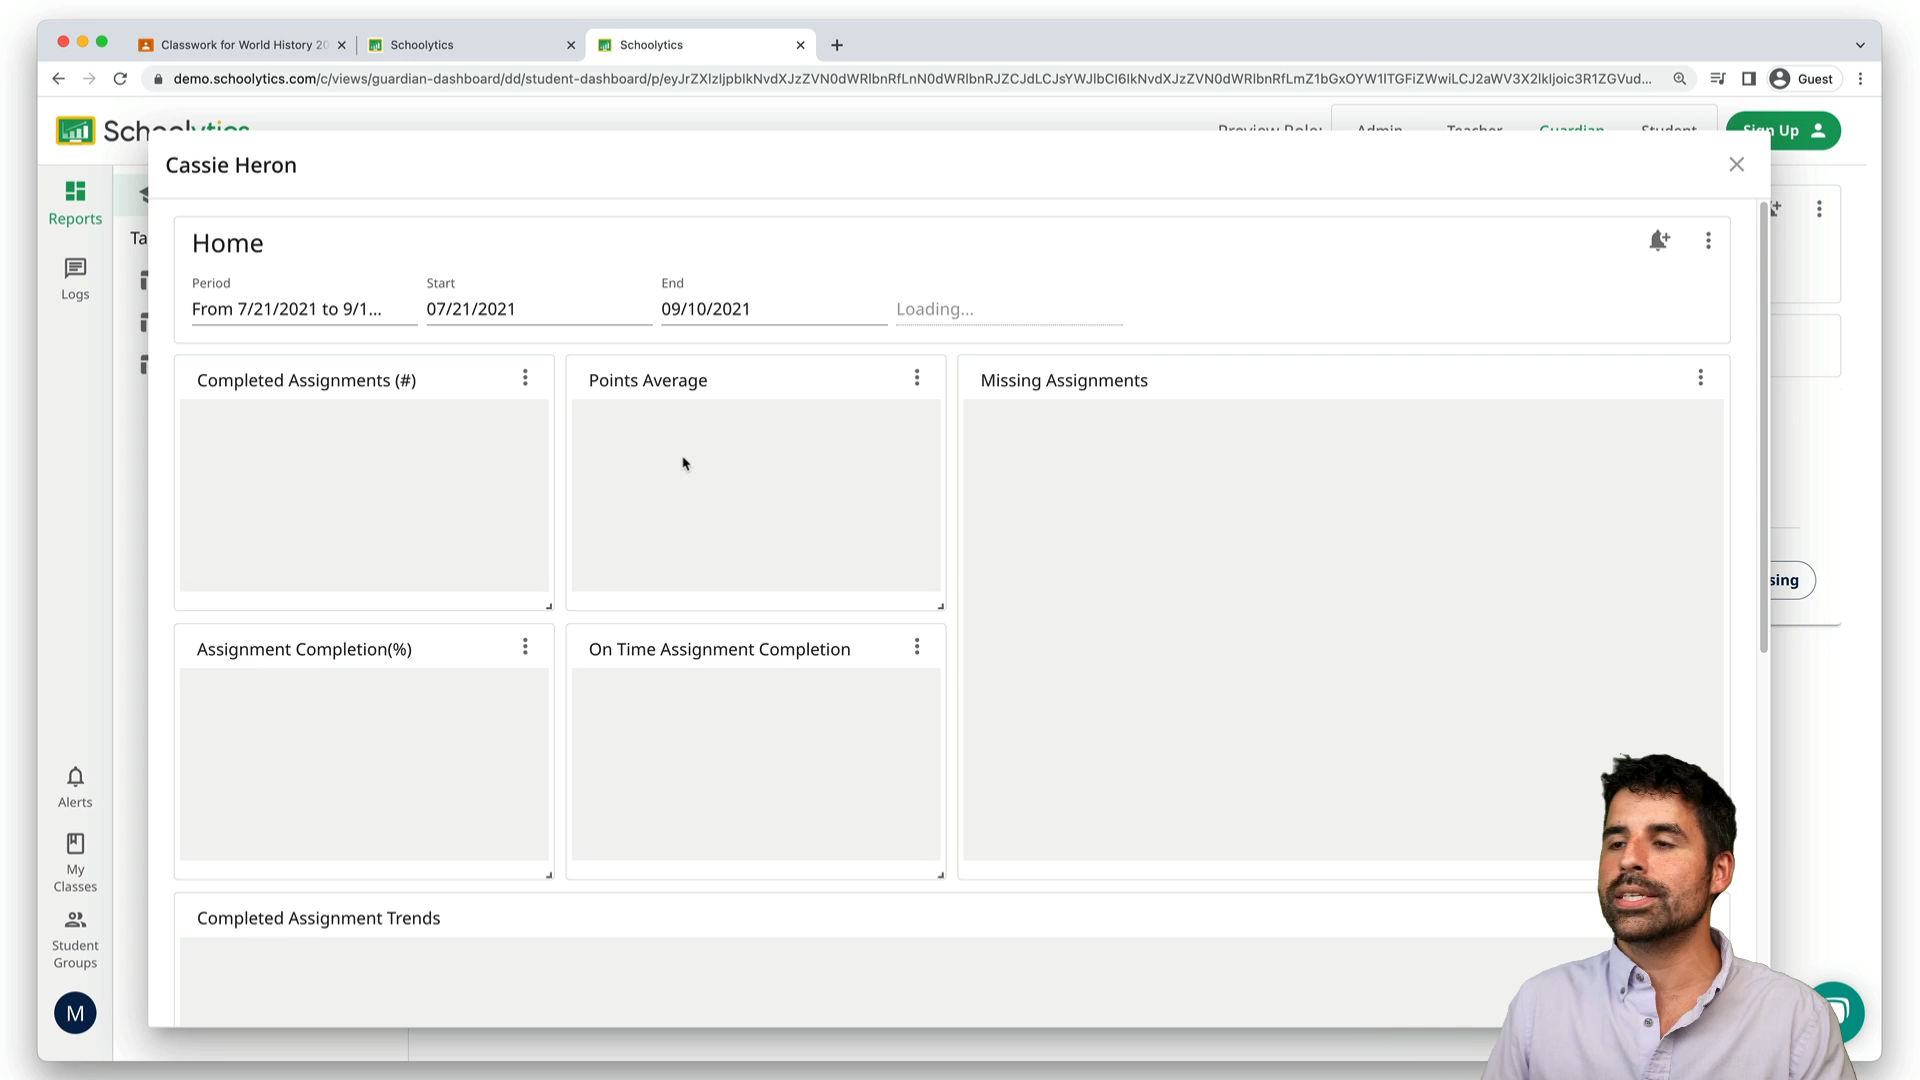 Classwork for World History 20
Schoolytics
Schoolytics
demo.schoolytics.com/c/views/guardian-dashboard/dd/student-dashboard/p/
Guest
Schoolytics
Preview Role:
Admin
Teacher
Guardian
Student
Sign Up
Cassie Heron
Reports
Ta
Logs
Home
Period
From 7/21/2021 to 9/1...
Start
07/21/2021
End
09/10/2021
Loading...
Completed Assignments (#)
Points Average
Missing Assignments
sing
Assignment Completion(%)
On Time Assignment Completion
Alerts
My
Classes
Completed Assignment Trends
Student
Groups
M